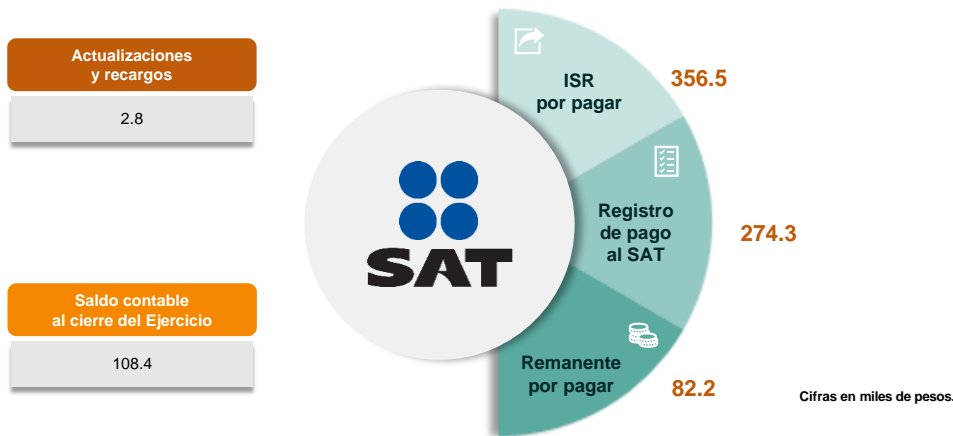 Actualizaciones
y recargos
2.8
Saldo contable
al cierre del Ejercicio
108.4
SAT
ISR
por pagar
356.5
Registro
de pago
al SAT
274.3
Remanente
por pagar
82.2
Cifras en miles de pesos.